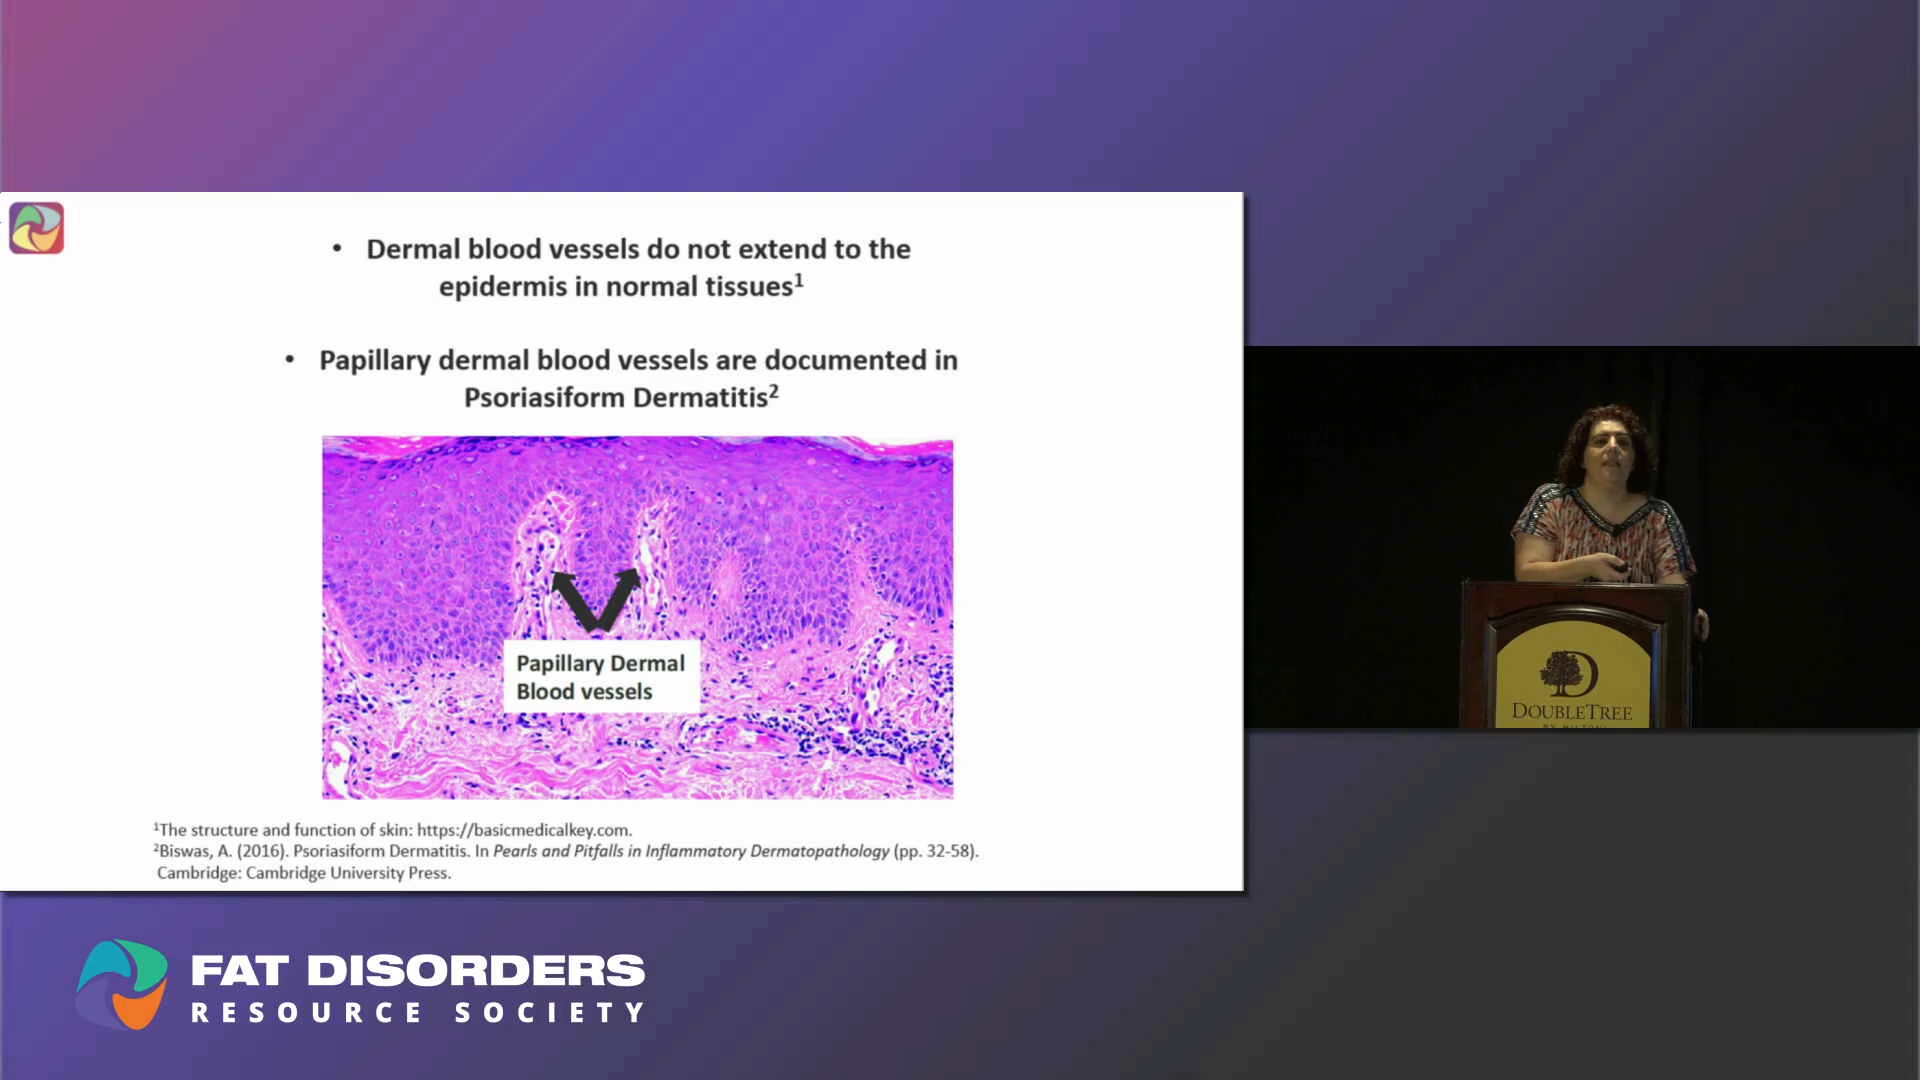 • Dermal blood vessels do not extend to the
epidermis in normal tissues¹
• Papillary dermal blood vessels are documented in
Psoriasiform Dermatitis²
Papillary Dermal
Blood vessels
¹The structure and function of skin: https://basicmedicalkey.com.
²Biswas, A. (2016). Psoriasiform Dermatitis. In Pearls and Pitfalls in Inflammatory Dermatopathology (pp. 32-58).
Cambridge: Cambridge University Press.
D
DOUBLETREE
BY HILTON
FAT DISORDERS
RESOURCE SOCIETY